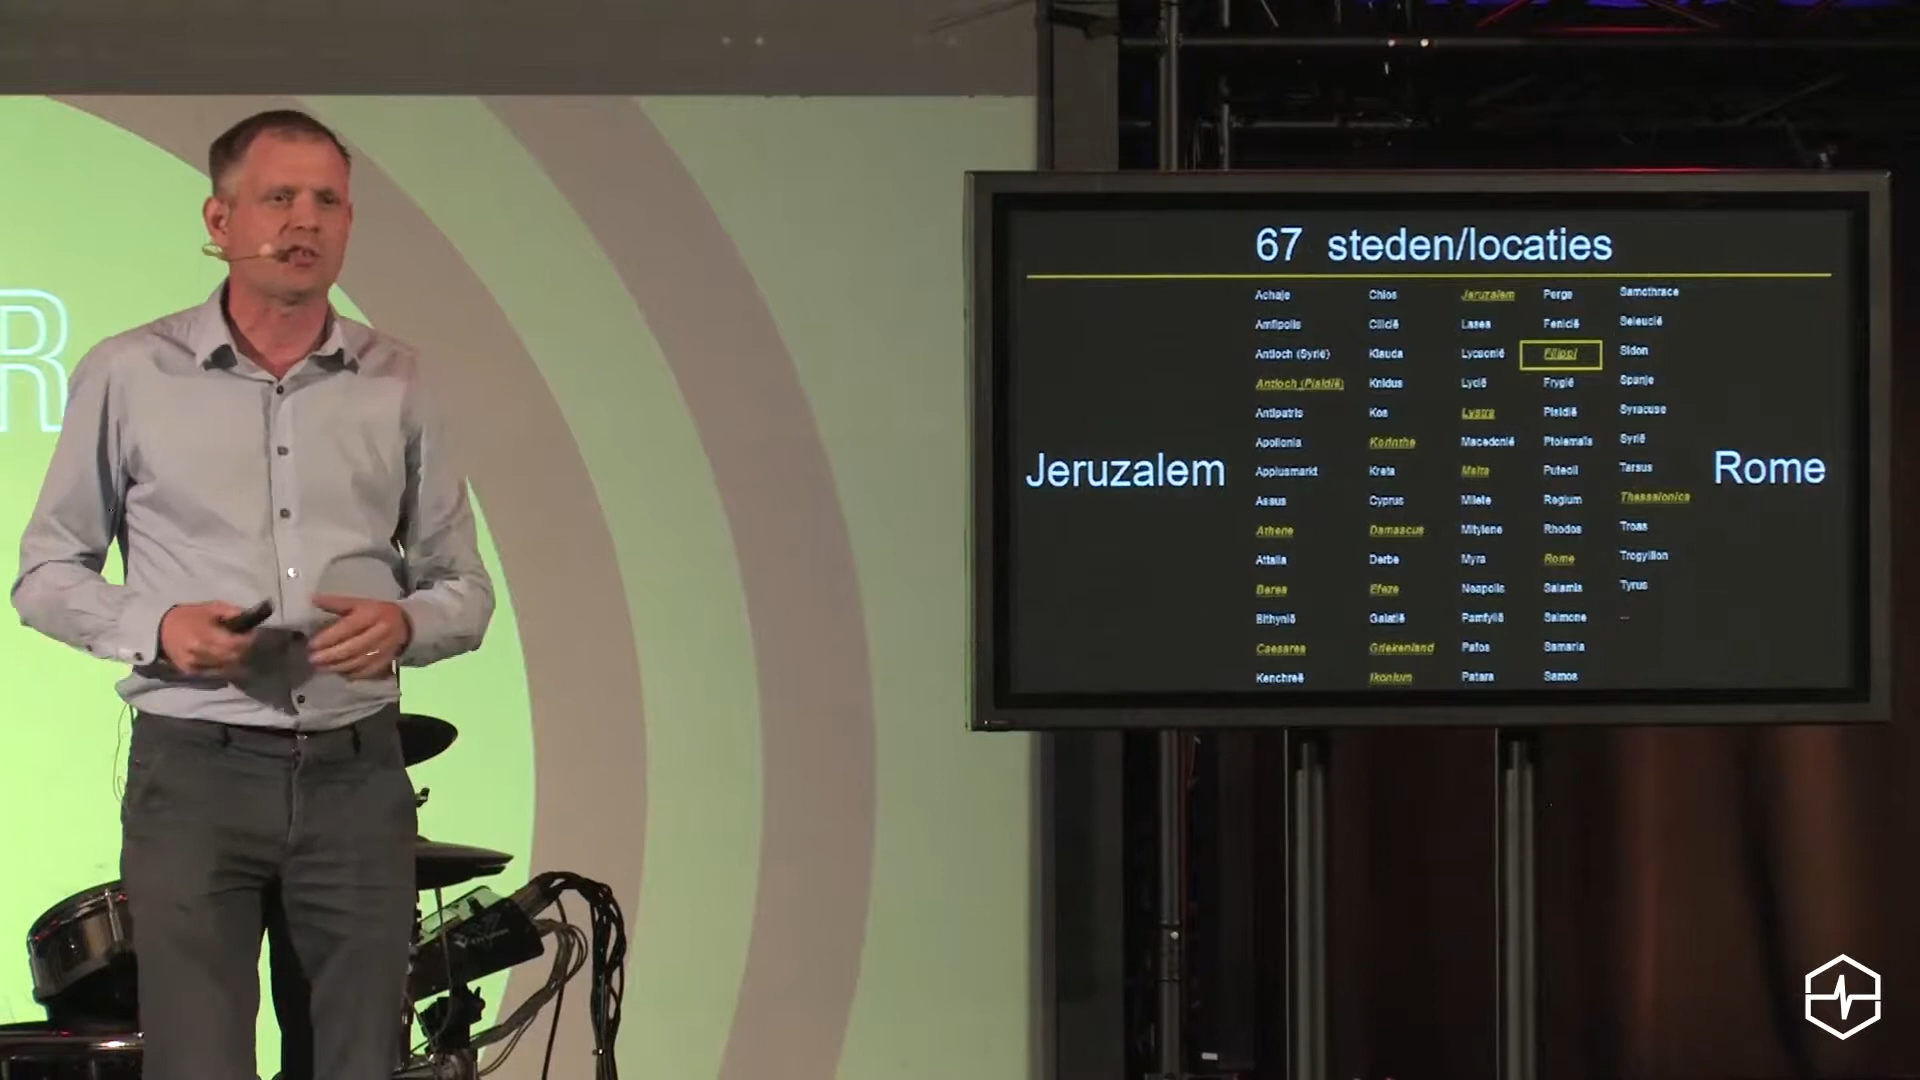 R
67 steden/locaties
Jeruzalem
Achaje
Amfipolis
Antioch (Syrië)
Antioch (Pisidië)
Antipatris
Apollonia
Appiusmarkt
Assus
Athene
Attalia
Berea
Bithynië
Caesarea
Kenchreë
Chios
Cilicië
Klauda
Knidus
Kos
Korinthe
Kreta
Cyprus
Damascus
Derbe
Efeze
Galatië
Griekenland
Ikonium
Jeruzalem
Lasea
Lycaonië
Lycië
Lystra
Macedonië
Malta
Milete
Mitylene
Myra
Neapolis
Pamfylië
Pafos
Patara
Perge
Fenicië
Filippi
Frygië
Pisidië
Ptolemaïs
Puteoli
Regium
Rhodos
Rome
Salamis
Salmone
Samaria
Samos
Samothrace
Seleucië
Sidon
Spanje
Syracuse
Syrië
Tarsus
Thessalonica
Troas
Trogyllion
Tyrus
...
Rome